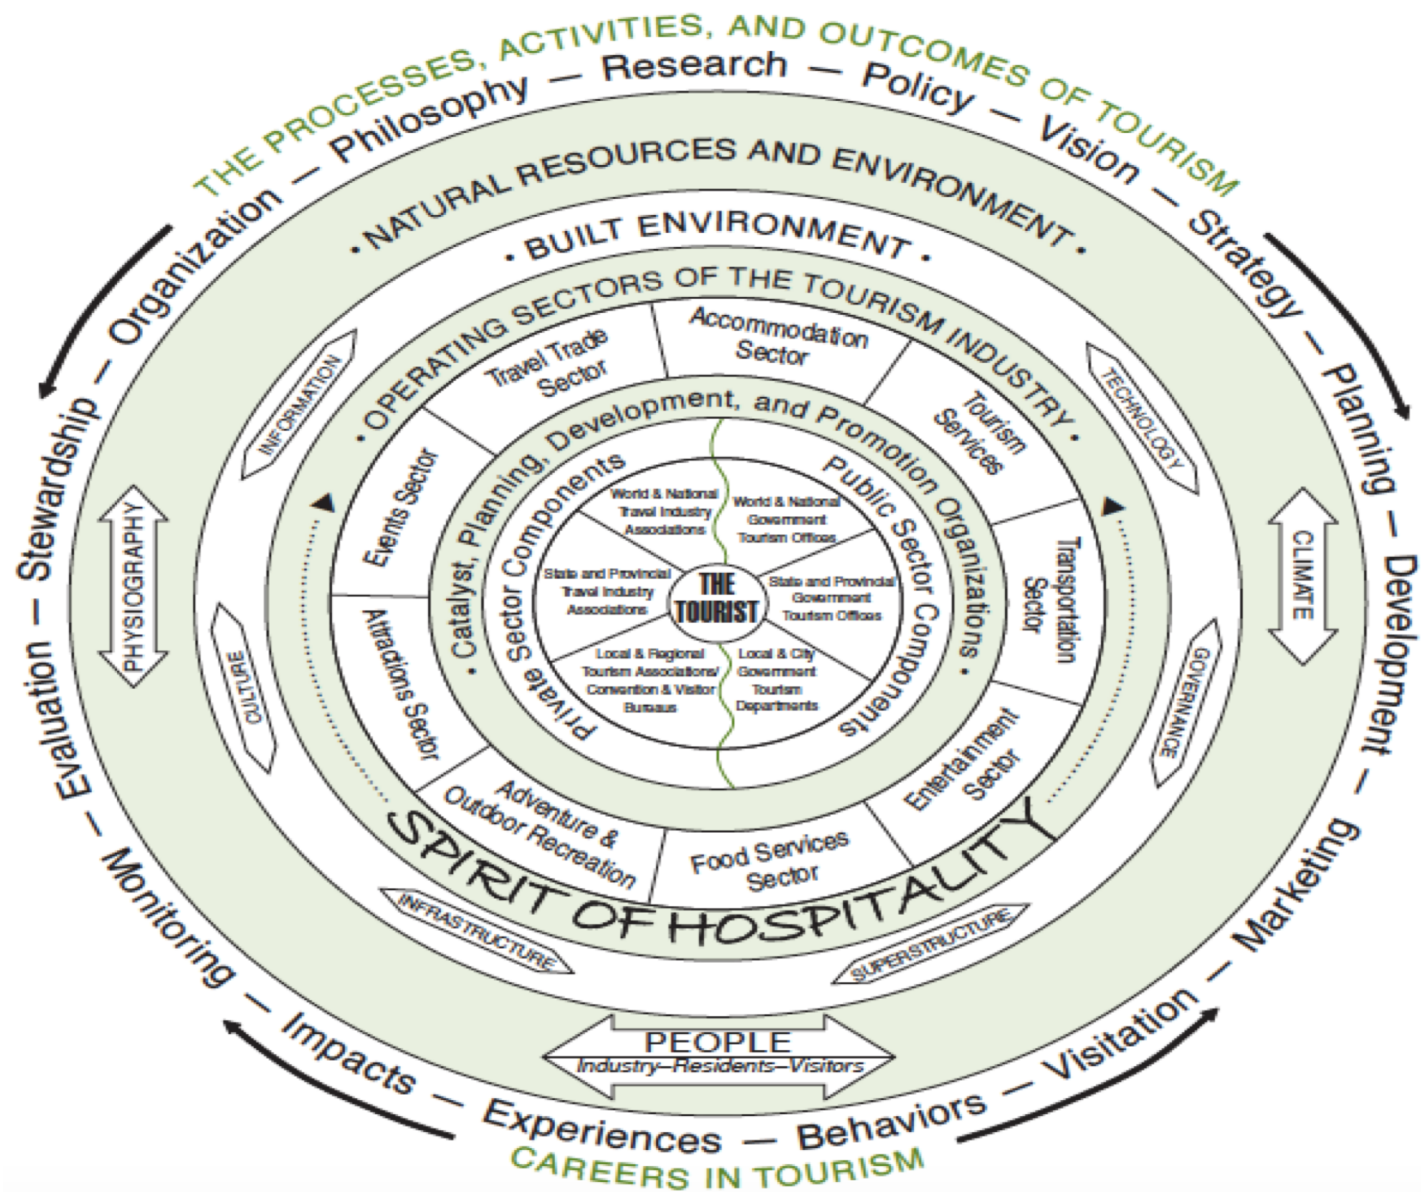 THE PROCESSES, ACTIVITIES, AND OUTCOMES OF TOURISM
Organization — Philosophy — Research — Policy — Vision — Strategy — Planning — Development — Marketing — Visitation — Behaviors — Experiences — Impacts — Monitoring — Evaluation — Stewardship —
• NATURAL RESOURCES AND ENVIRONMENT •
• BUILT ENVIRONMENT •
• OPERATING SECTORS OF THE TOURISM INDUSTRY •
Travel Trade
Sector
Accommodation
Sector
Tourism
Services
Transportation
Sector
Entertainment
Sector
Food Services
Sector
Adventure &
Outdoor Recreation
Attractions Sector
Events Sector
• Catalyst, Planning, Development, and Promotion Organizations •
Private Sector Components
Public Sector Components
World & National
Travel Industry
Associations
World & National
Government
Tourism Offices
State and Provincial
Travel Industry
Associations
THE
TOURIST
State and Provincial
Government
Tourism Offices
Local & Regional
Tourism Associations/
Convention & Visitor
Bureaus
Local & City
Government
Tourism
Departments
INFORMATION
TECHNOLOGY
PHYSIOGRAPHY
CLIMATE
CULTURE
GOVERNANCE
SPIRIT OF HOSPITALITY
INFRASTRUCTURE
SUPERSTRUCTURE
PEOPLE
Industry–Residents–Visitors
CAREERS IN TOURISM